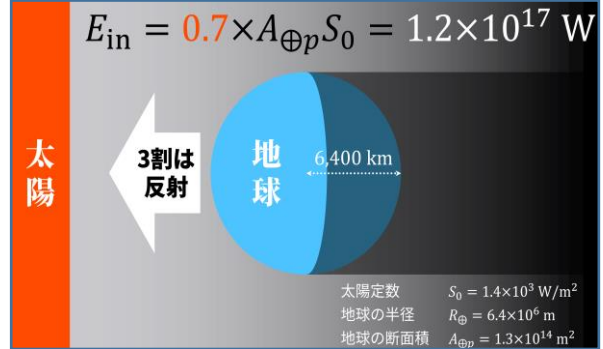 E_in = 0.7×A_⊕p S_0 = 1.2×10^17 W
太陽
3割は
反射
地球
6,400 km
太陽定数 S_0 = 1.4×10^3 W/m^2
地球の半径 R_⊕ = 6.4×10^6 m
地球の断面積 A_⊕p = 1.3×10^14 m^2